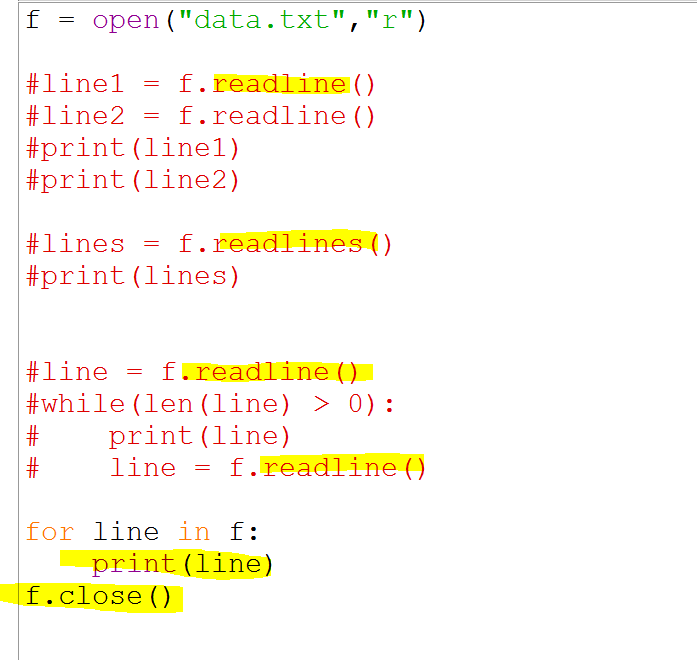 f = open("data.txt","r")

#line1 = f.readline()
#line2 = f.readline()
#print(line1)
#print(line2)

#lines = f.readlines()
#print(lines)

#line = f.readline()
#while(len(line) > 0):
#    print(line)
#    line = f.readline()

for line in f:
    print(line)
f.close()